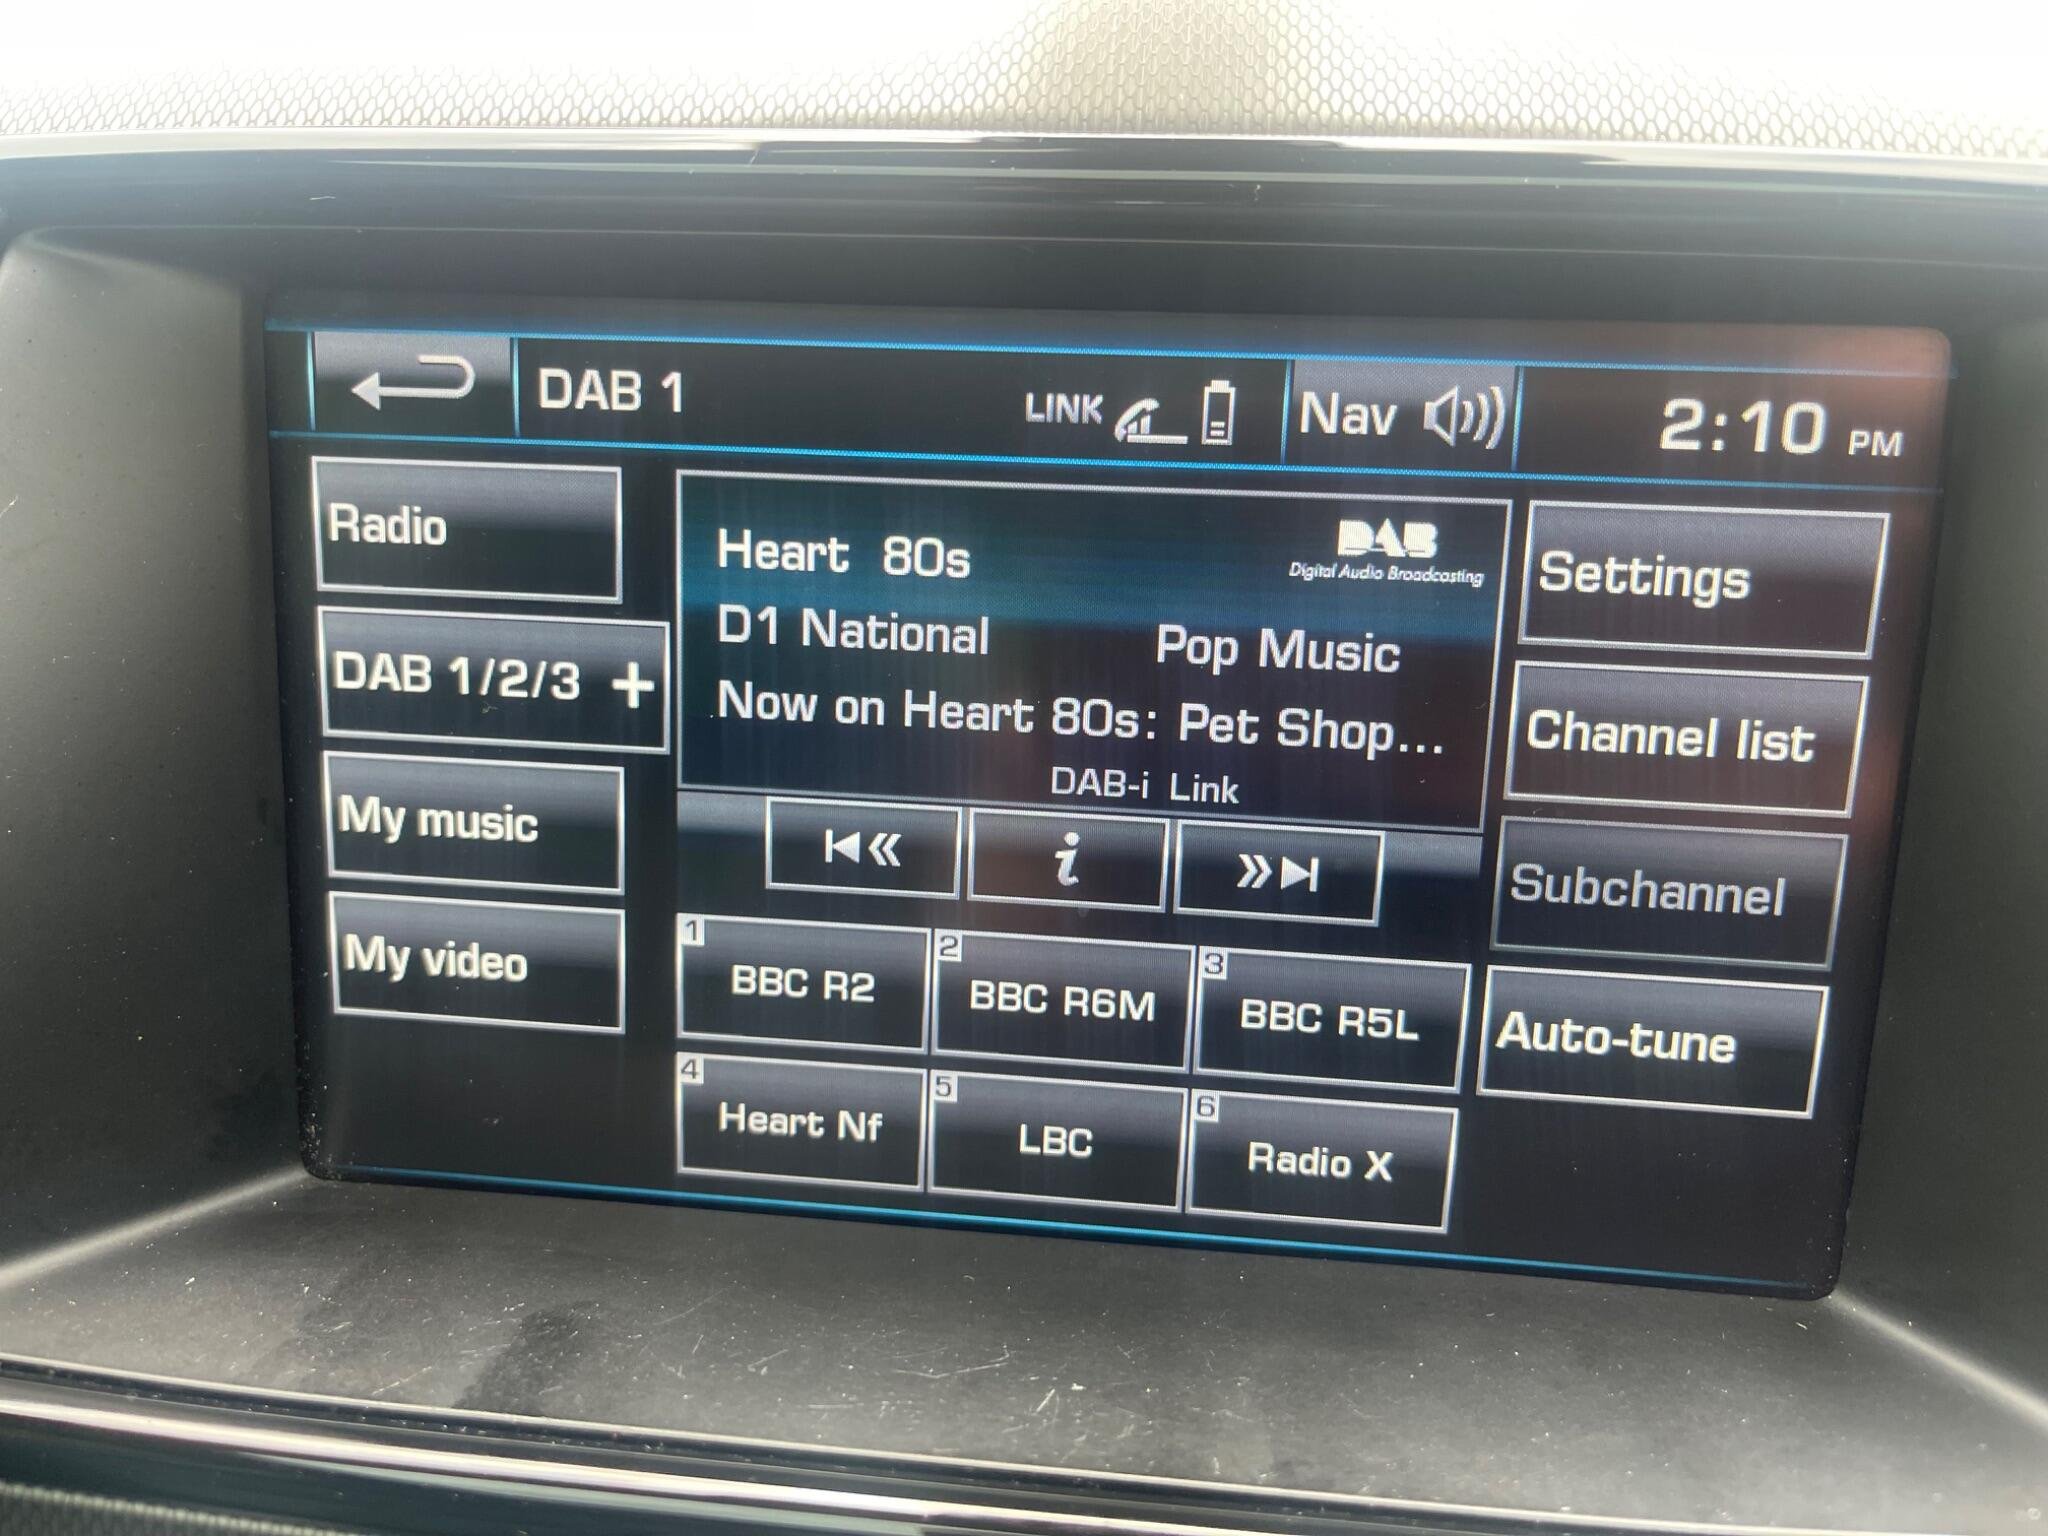 DAB 1
LINK
Nav
2:10 PM
Radio
DAB 1/2/3 +
My music
My video
Heart 80s
DAB
Digital Audio Broadcasting
D1 National
Pop Music
Now on Heart 80s: Pet Shop...
DAB-i Link
i
1
BBC R2
2
BBC R6M
3
BBC R5L
4
Heart Nf
5
LBC
6
Radio X
Settings
Channel list
Subchannel
Auto-tune